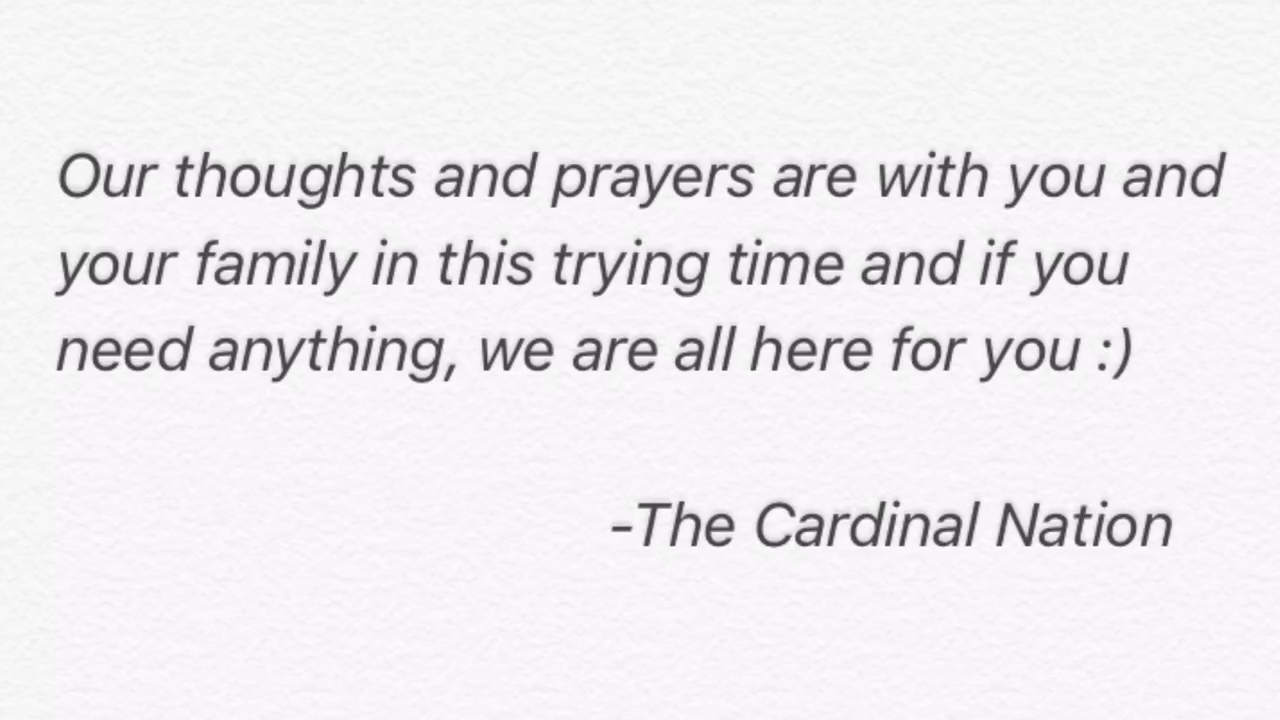 Our thoughts and prayers are with you and
your family in this trying time and if you
need anything, we are all here for you :)
-The Cardinal Nation